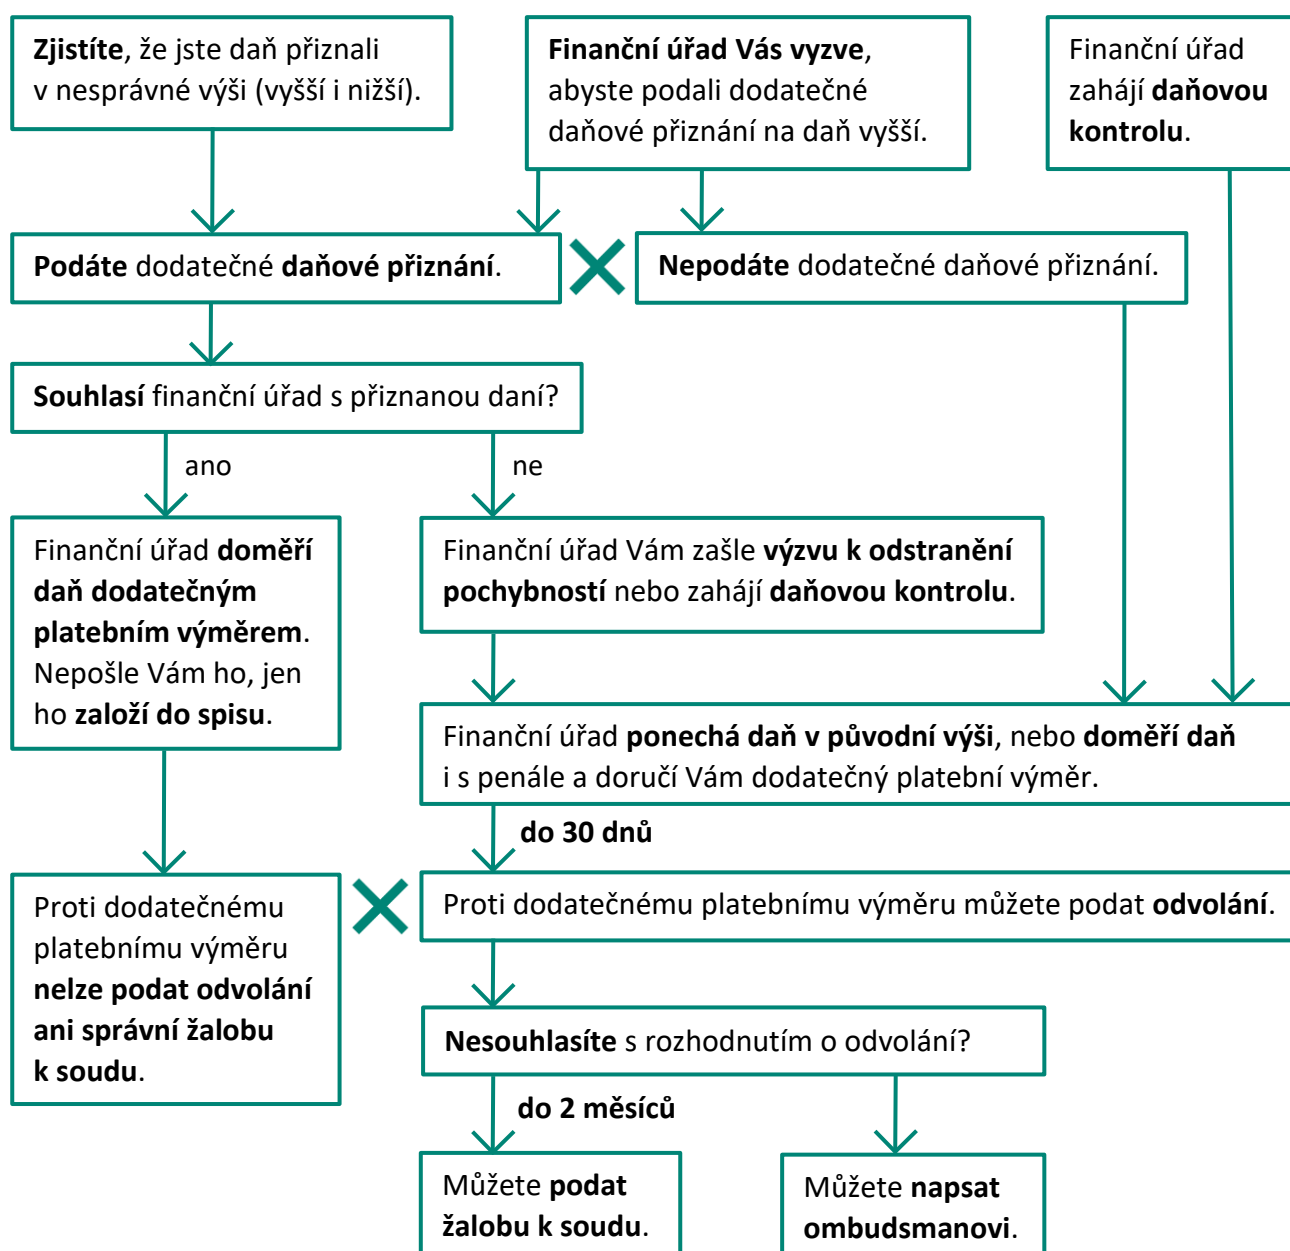 Zjistíte, že jste daň přiznali
v nesprávné výši (vyšší i nižší).
Finanční úřad Vás vyzve,
abyste podali dodatečné
daňové přiznání na daň vyšší.
Finanční úřad
zahájí daňovou
kontrolu.
Podáte dodatečné daňové přiznání.
Nepodáte dodatečné daňové přiznání.
Souhlasí finanční úřad s přiznanou daní?
ano
ne
Finanční úřad doměří
daň dodatečným
platebním výměrem.
Nepošle Vám ho, jen
ho založí do spisu.
Finanční úřad Vám zašle výzvu k odstranění
pochybností nebo zahájí daňovou kontrolu.
Finanční úřad ponechá daň v původní výši, nebo doměří daň
i s penále a doručí Vám dodatečný platební výměr.
do 30 dnů
Proti dodatečnému
platebnímu výměru
nelze podat odvolání
ani správní žalobu
k soudu.
Proti dodatečnému platebnímu výměru můžete podat odvolání.
Nesouhlasíte s rozhodnutím o odvolání?
do 2 měsíců
Můžete podat
žalobu k soudu.
Můžete napsat
ombudsmanovi.